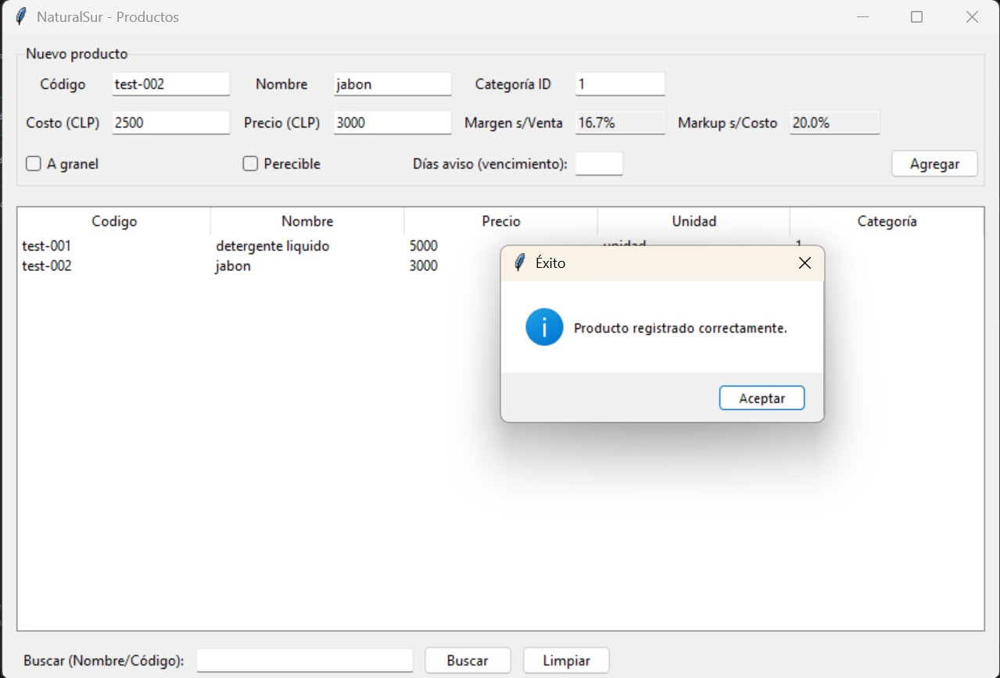 NaturalSur - Productos
Nuevo producto
Código test-002 Nombre jabon Categoría ID 1
Costo (CLP) 2500 Precio (CLP) 3000 Margen s/Venta 16.7% Markup s/Costo 20.0%
A granel Perecible Días aviso (vencimiento): Agregar
Codigo Nombre Precio Unidad Categoría
test-001 detergente liquido 5000 unidad 1
test-002 jabon 3000
Éxito
Producto registrado correctamente.
Aceptar
Buscar (Nombre/Código): Buscar Limpiar